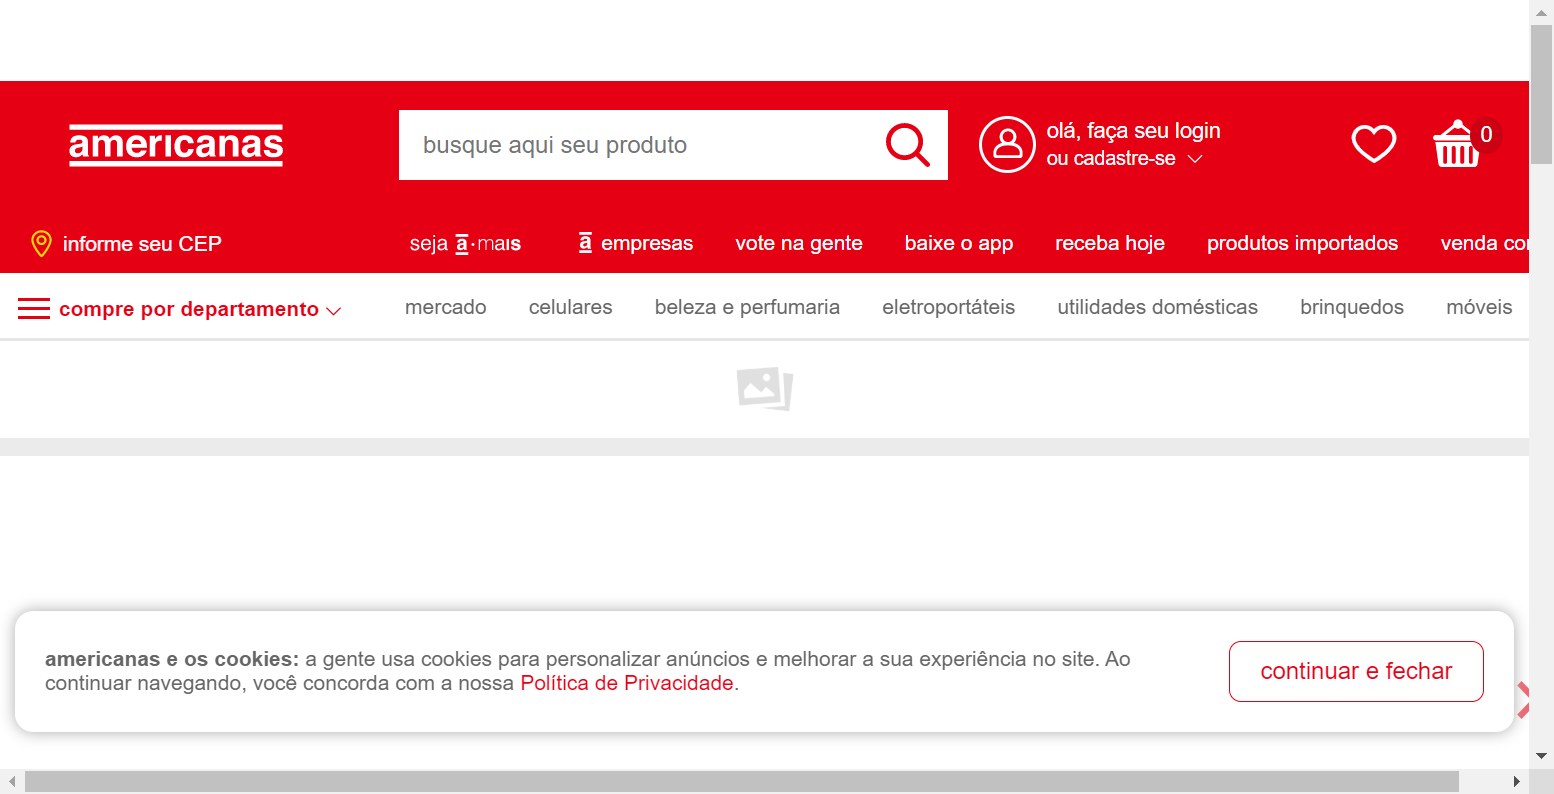 americanas
busque aqui seu produto
olá, faça seu login
ou cadastre-se
0
informe seu CEP
seja a·mais
a empresas
vote na gente
baixe o app
receba hoje
produtos importados
venda
compre por departamento
mercado
celulares
beleza e perfumaria
eletroportáteis
utilidades domésticas
brinquedos
móveis
americanas e os cookies: a gente usa cookies para personalizar anúncios e melhorar a sua experiência no site. Ao
continuar navegando, você concorda com a nossa Política de Privacidade.
continuar e fechar